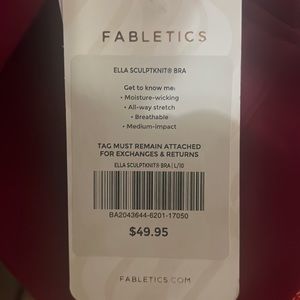 FABLETICS
ELLA SCULPTKNIT® BRA
Get to know me:
• Moisture-wicking
• All-way stretch
• Breathable
• Medium-impact
TAG MUST REMAIN ATTACHED
FOR EXCHANGES & RETURNS
ELLA SCULPTKNIT® BRA | L/10
BA2043644-6201-17050
$49.95
FABLETICS.COM